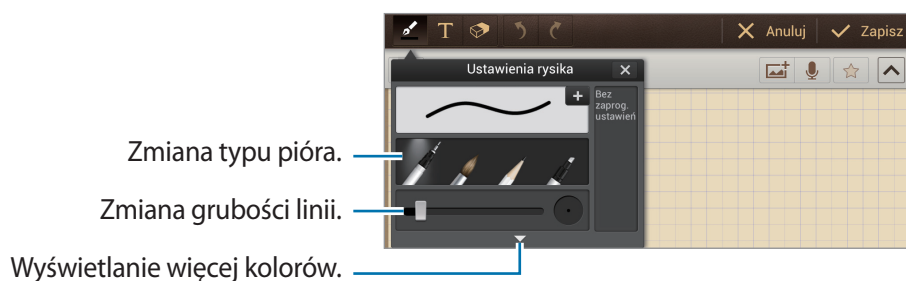 T
Anuluj
Zapisz
Ustawienia rysika
Bez
zaprog.
ustawień
Zmiana typu pióra.
Zmiana grubości linii.
Wyświetlanie więcej kolorów.